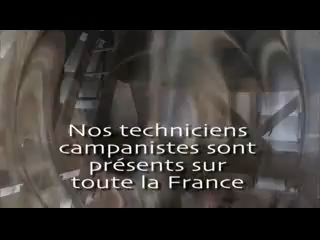 Nos techniciens
campanistes sont
présents sur
toute la France